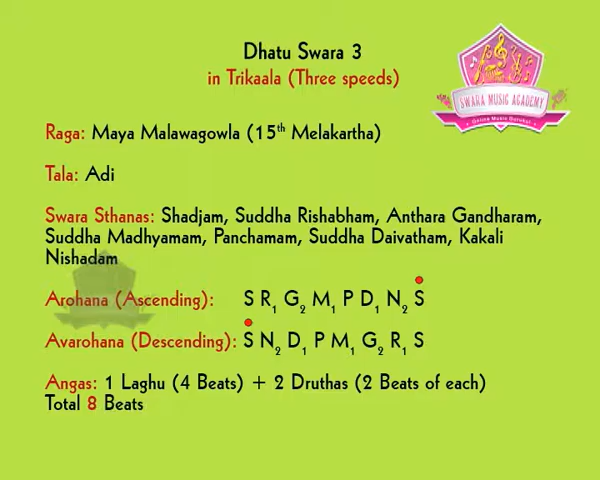 Dhatu Swara 3
in Trikaala (Three speeds)
SWARA MUSIC ACADEMY
Online Music Gurukul
Raga: Maya Malawagowla (15th Melakartha)
Tala: Adi
Swara Sthanas: Shadjam, Suddha Rishabham, Anthara Gandharam,
Suddha Madhyamam, Panchamam, Suddha Daivatham, Kakali
Nishadam
Arohana (Ascending): S R1 G2 M1 P D1 N2 Ṡ
Avarohana (Descending): Ṡ N2 D1 P M1 G2 R1 S
Angas: 1 Laghu (4 Beats) + 2 Druthas (2 Beats of each)
Total 8 Beats